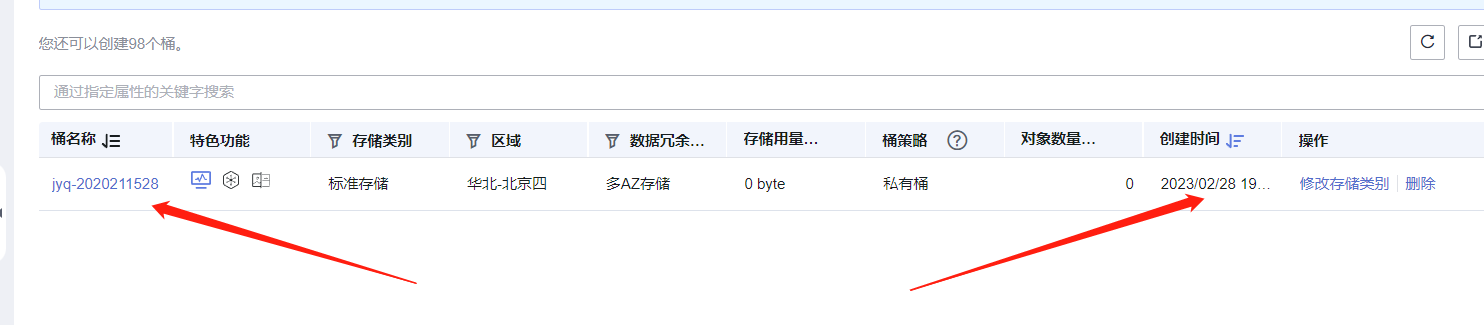 您还可以创建98个桶。
通过指定属性的关键字搜索
桶名称 特色功能 存储类别 区域 数据冗余... 存储用量... 桶策略 ? 对象数量... 创建时间 操作
jyq-2020211528 标准存储 华北-北京四 多AZ存储 0 byte 私有桶 0 2023/02/28 19... 修改存储类别 删除